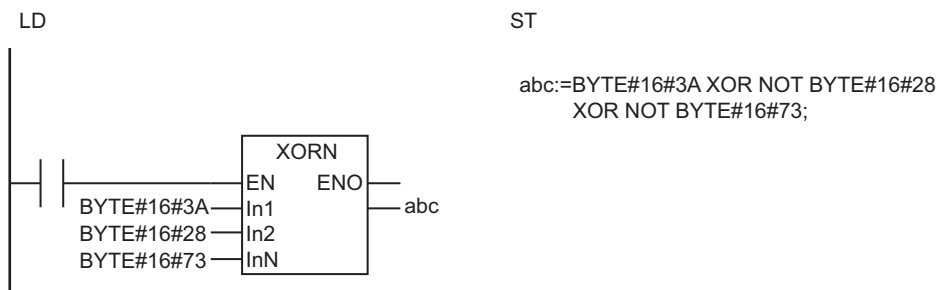 LD
ST
abc:=BYTE#16#3A XOR NOT BYTE#16#28
XOR NOT BYTE#16#73;
XORN
EN ENO
BYTE#16#3A In1 abc
BYTE#16#28 In2
BYTE#16#73 InN